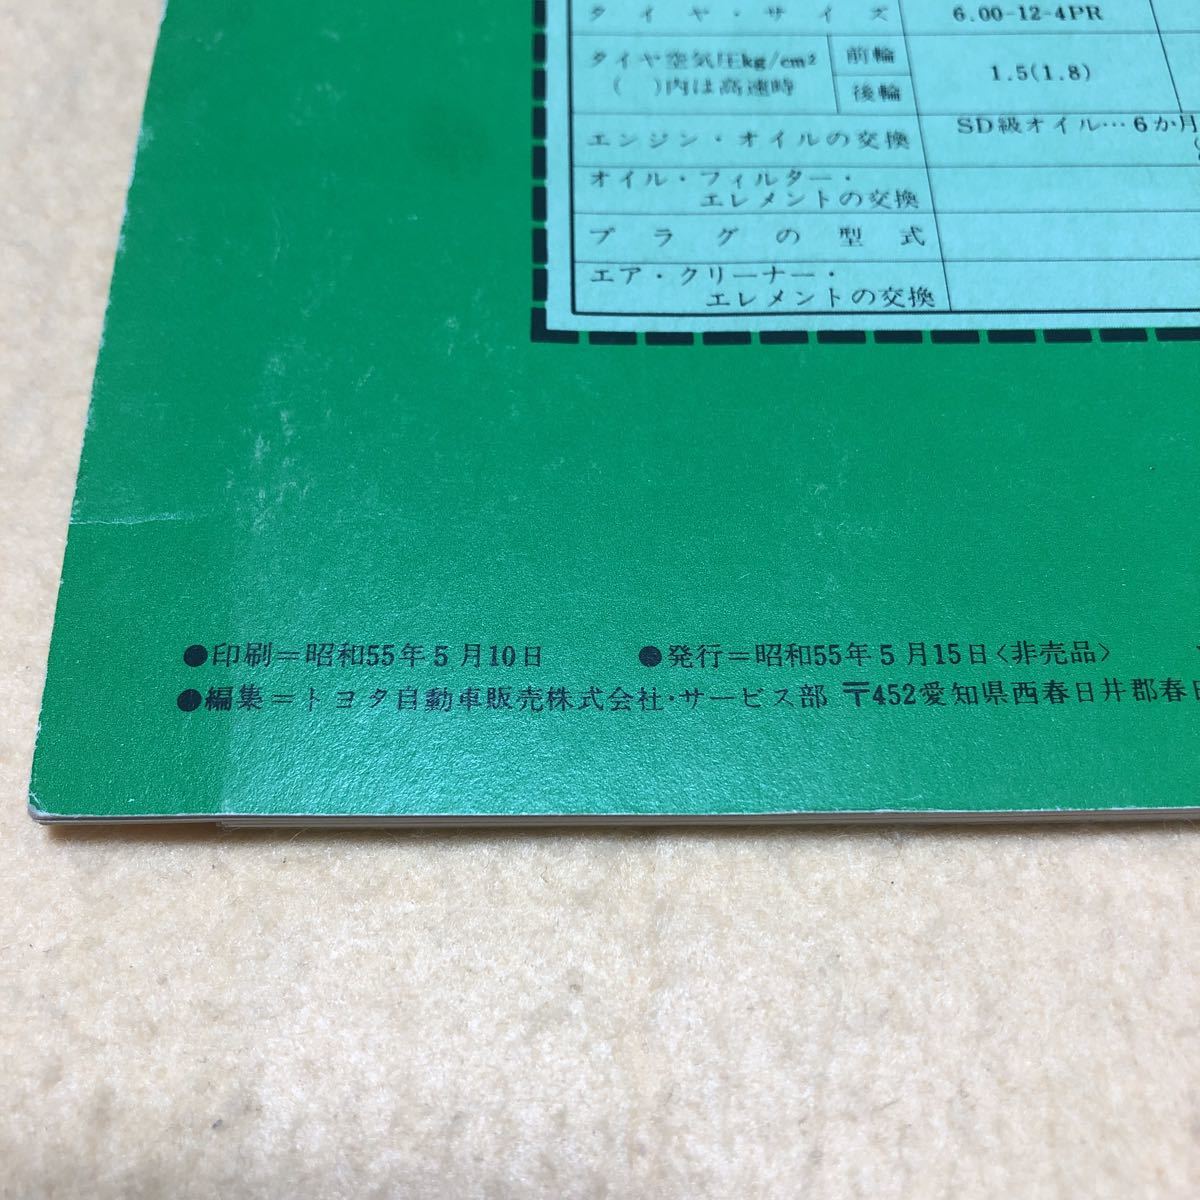 タイヤ・サイズ 6.00-12-4PR
タイヤ空気圧kg/cm² 前輪
( )内は高速時 後輪 1.5(1.8)
エンジン・オイルの交換 SD級オイル…6か月
オイル・フィルター・
エレメントの交換
プラグの型式
エア・クリーナー・
エレメントの交換
●印刷=昭和55年5月10日 ●発行=昭和55年5月15日<非売品>
●編集=トヨタ自動車販売株式会社・サービス部 〒452愛知県西春日井郡春日